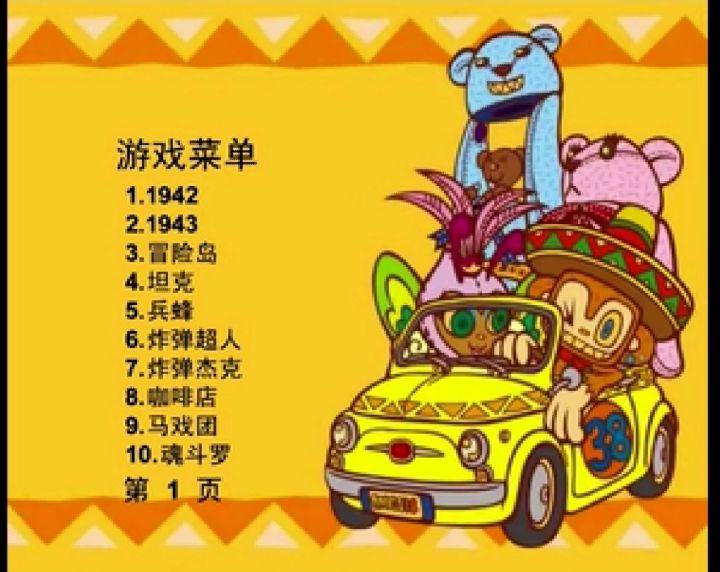 游戏菜单
1.1942
2.1943
3.冒险岛
4.坦克
5.兵蜂
6.炸弹超人
7.炸弹杰克
8.咖啡店
9.马戏团
10.魂斗罗
第 1 页
38